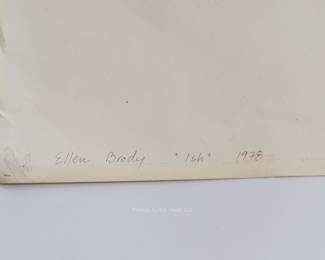 Ellen Brody "Ish" 1978